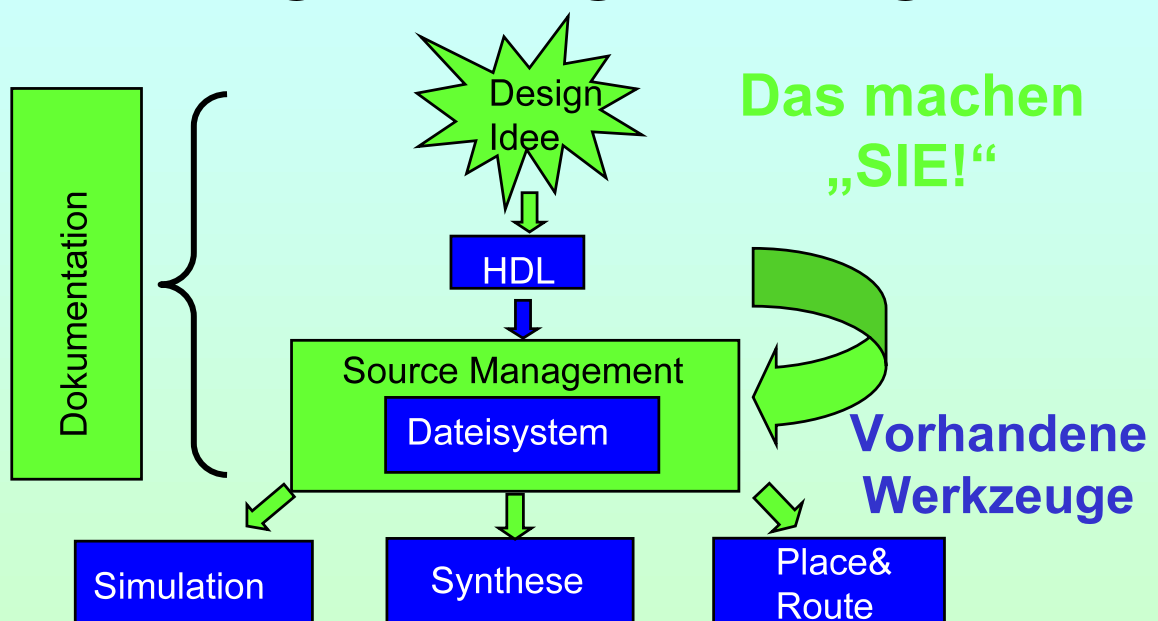 Design
Idee
Das machen
„SIE!“
Dokumentation
HDL
Source Management
Dateisystem
Vorhandene
Werkzeuge
Simulation
Synthese
Place&
Route